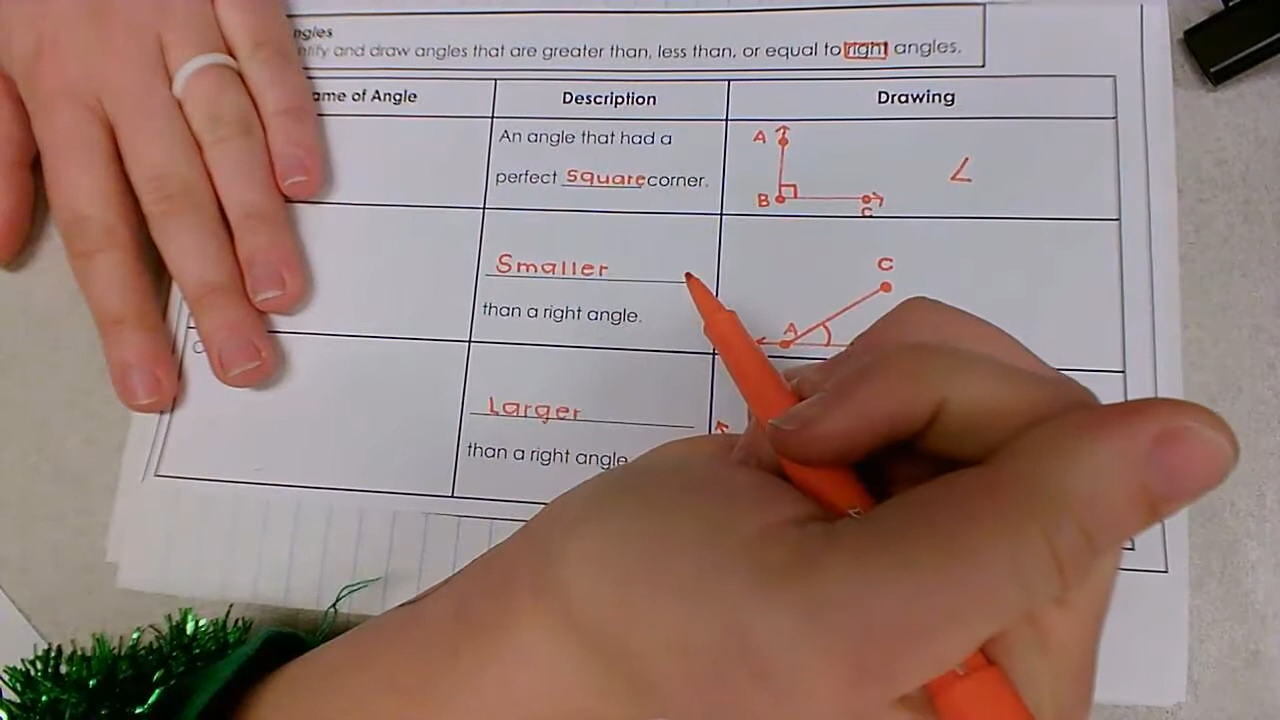 ngles
ntify and draw angles that are greater than, less than, or equal to right angles.
ame of Angle
Description
Drawing
An angle that had a
perfect Square corner.
A
B
C
Smaller
than a right angle.
C
A
Larger
than a right angle